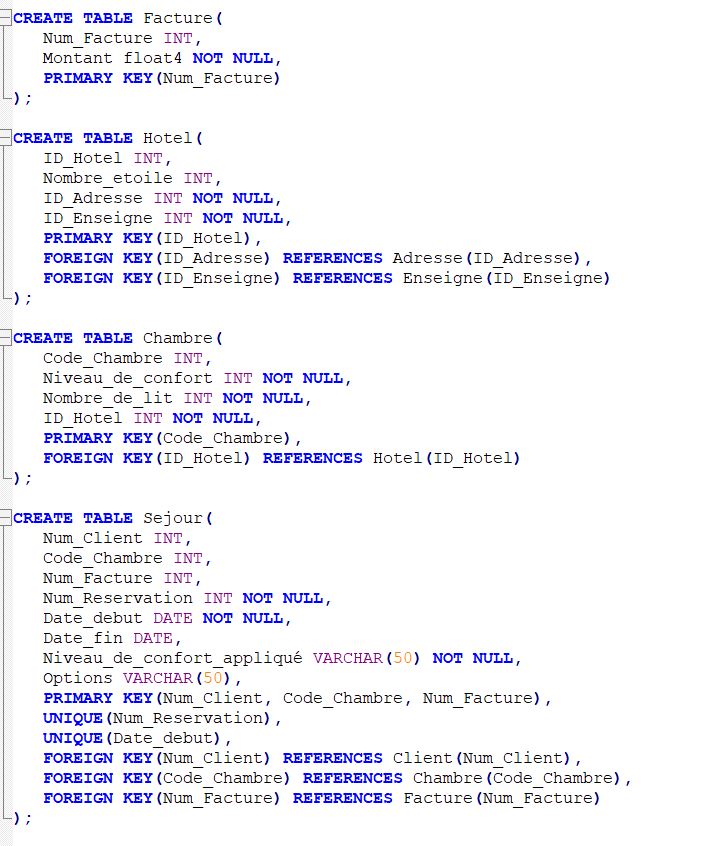 CREATE TABLE Facture(
Num_Facture INT,
Montant float4 NOT NULL,
PRIMARY KEY(Num_Facture)
);
CREATE TABLE Hotel(
ID_Hotel INT,
Nombre_etoile INT,
ID_Adresse INT NOT NULL,
ID_Enseigne INT NOT NULL,
PRIMARY KEY(ID_Hotel),
FOREIGN KEY(ID_Adresse) REFERENCES Adresse(ID_Adresse),
FOREIGN KEY(ID_Enseigne) REFERENCES Enseigne(ID_Enseigne)
);
CREATE TABLE Chambre(
Code_Chambre INT,
Niveau_de_confort INT NOT NULL,
Nombre_de_lit INT NOT NULL,
ID_Hotel INT NOT NULL,
PRIMARY KEY(Code_Chambre),
FOREIGN KEY(ID_Hotel) REFERENCES Hotel(ID_Hotel)
);
CREATE TABLE Sejour(
Num_Client INT,
Code_Chambre INT,
Num_Facture INT,
Num_Reservation INT NOT NULL,
Date_debut DATE NOT NULL,
Date_fin DATE,
Niveau_de_confort_appliqué VARCHAR(50) NOT NULL,
Options VARCHAR(50),
PRIMARY KEY(Num_Client, Code_Chambre, Num_Facture),
UNIQUE(Num_Reservation),
UNIQUE(Date_debut),
FOREIGN KEY(Num_Client) REFERENCES Client(Num_Client),
FOREIGN KEY(Code_Chambre) REFERENCES Chambre(Code_Chambre),
FOREIGN KEY(Num_Facture) REFERENCES Facture(Num_Facture)
);